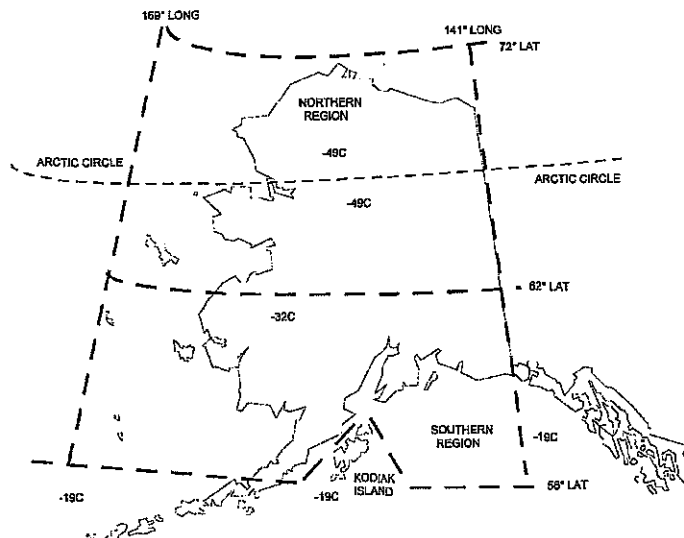 169° LONG
141° LONG
72° LAT
NORTHERN
REGION
-49C
ARCTIC CIRCLE
ARCTIC CIRCLE
-49C
62° LAT
-32C
SOUTHERN
REGION
-19C
-19C
-19C
KODIAK
ISLAND
58° LAT